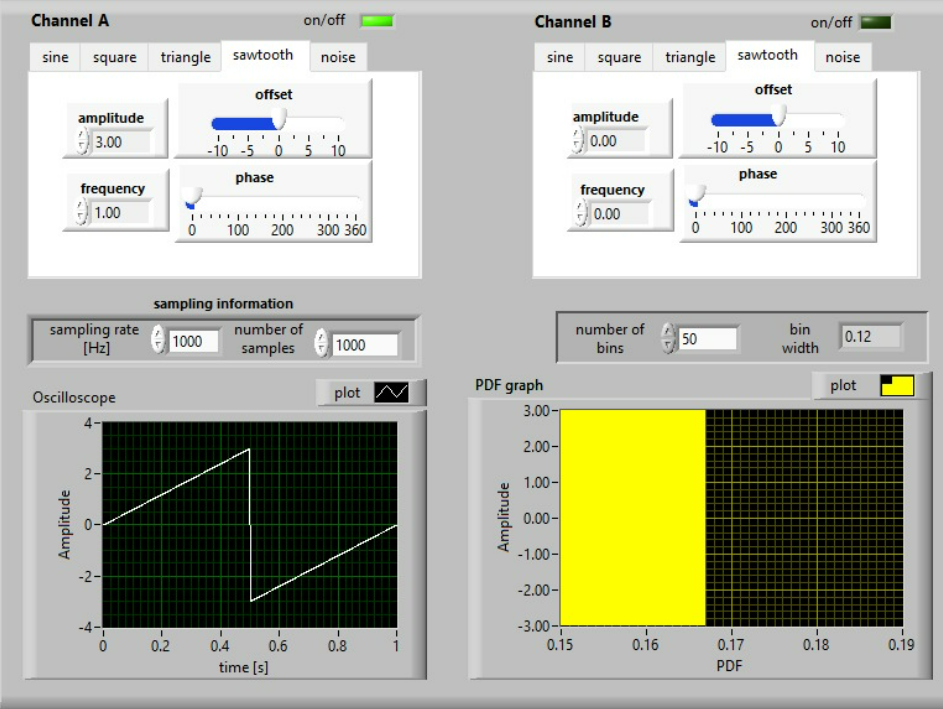 Channel A
on/off
sine square triangle sawtooth noise
offset
amplitude
3.00
-10 -5 0 5 10
frequency
1.00
phase
0 100 200 300 360
Channel B
on/off
sine square triangle sawtooth noise
offset
amplitude
0.00
-10 -5 0 5 10
frequency
0.00
phase
0 100 200 300 360
sampling information
sampling rate
[Hz]
1000
number of
samples
1000
number of
bins
50
bin
width
0.12
Oscilloscope
plot
Amplitude
4
2
0
-2
-4
0 0.2 0.4 0.6 0.8 1
time [s]
PDF graph
plot
Amplitude
3.00
2.00
1.00
0.00
-1.00
-2.00
-3.00
0.15 0.16 0.17 0.18 0.19
PDF